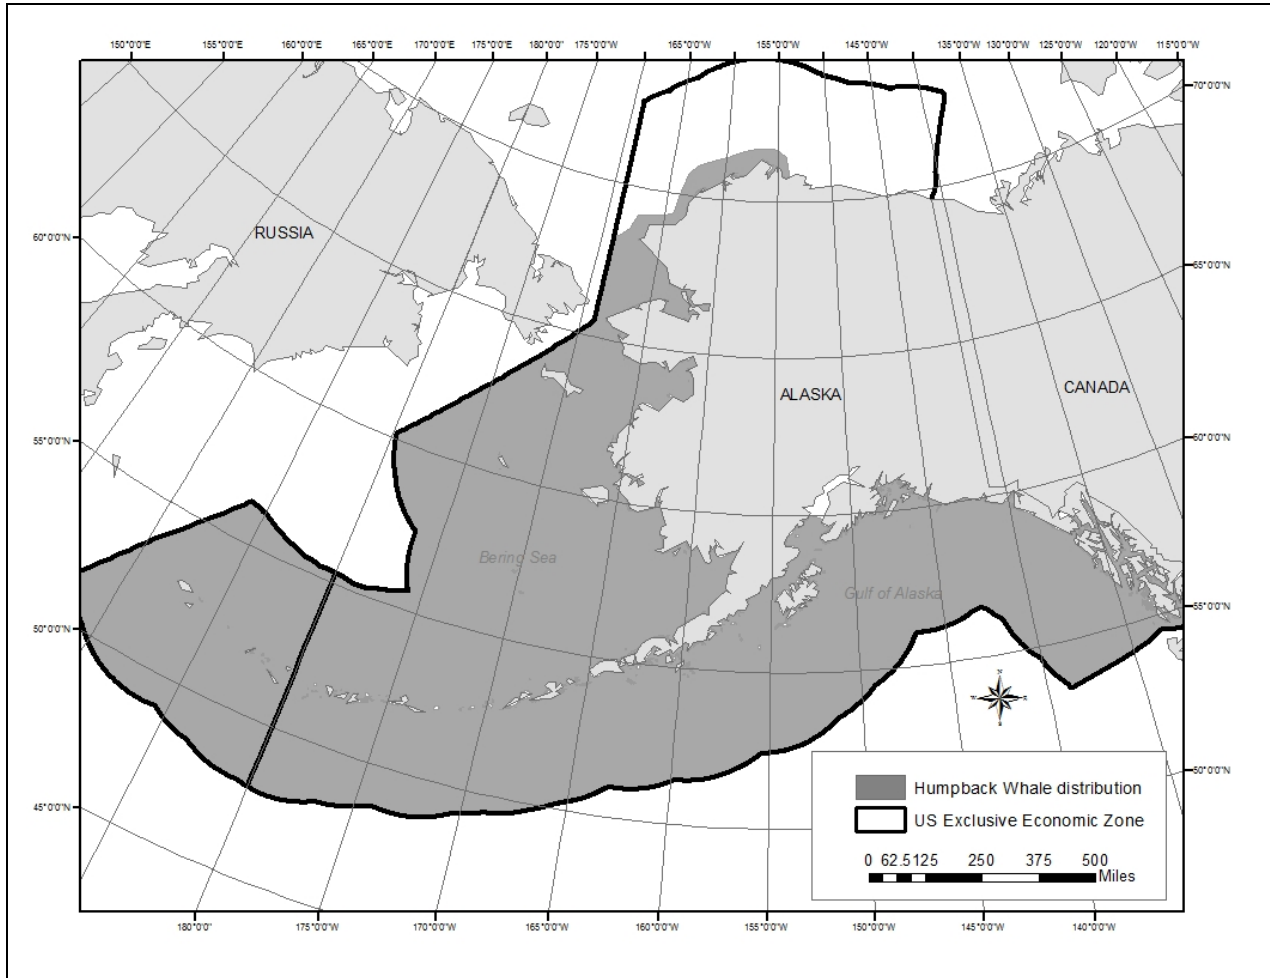 150°0'0"E 155°0'0"E 160°0'0"E 165°0'0"E 170°0'0"E 175°0'0"E 180°0'0" 175°0'0"W 165°0'0"W 155°0'0"W 145°0'0"W 135°0'0"W 130°0'0"W 125°0'0"W 120°0'0"W 115°0'0"W
70°0'0"N
RUSSIA
60°0'0"N
65°0'0"N
ALASKA
CANADA
55°0'0"N
60°0'0"N
Bering Sea
Gulf of Alaska
55°0'0"N
50°0'0"N
N
W E
S
50°0'0"N
Humpback Whale distribution
45°0'0"N
US Exclusive Economic Zone
0 62.5 125 250 375 500
Miles
180°0'0" 175°0'0"W 170°0'0"W 165°0'0"W 160°0'0"W 155°0'0"W 150°0'0"W 145°0'0"W 140°0'0"W